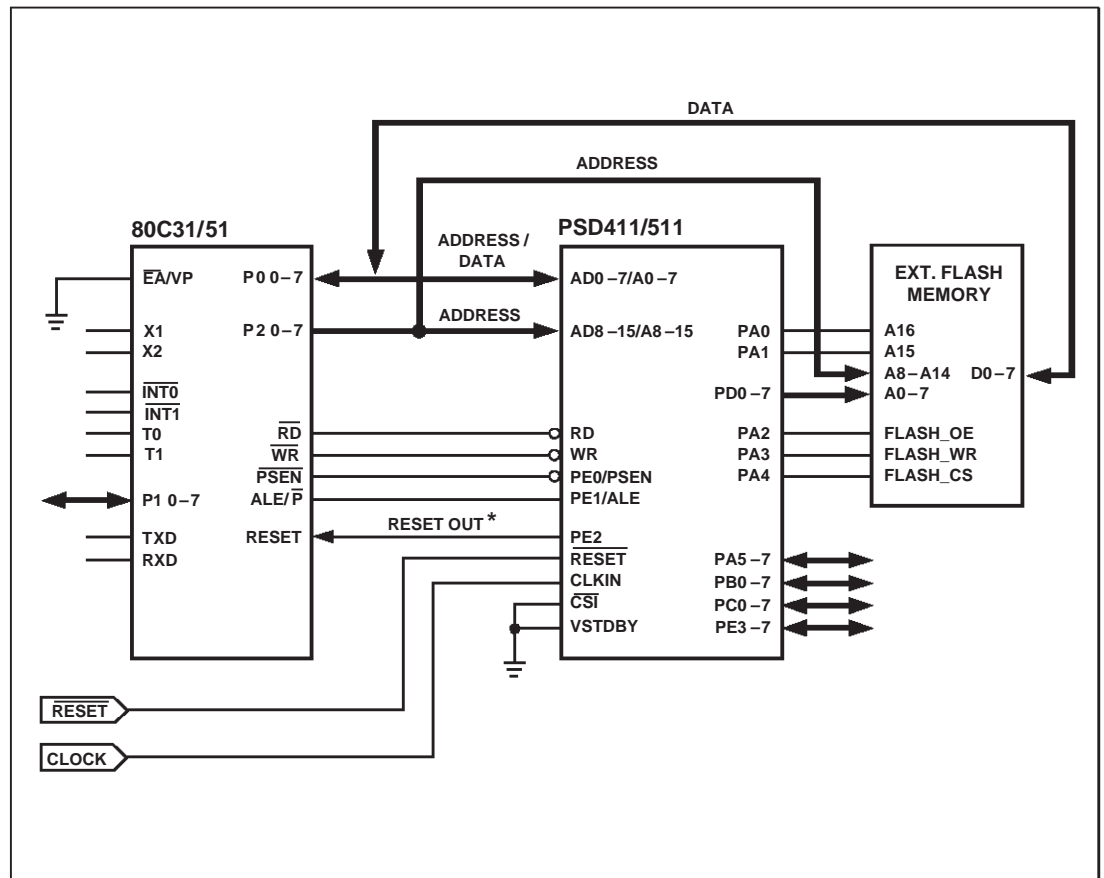 DATA
ADDRESS
80C31/51
PSD411/511
ADDRESS /
DATA
EXT. FLASH
MEMORY
EA/VP
P0 0–7
AD0–7/A0–7
ADDRESS
X1
P2 0–7
AD8–15/A8–15
PA0
A16
X2
PA1
A15
A8–A14
D0–7
INT0
PD0–7
A0–7
INT1
T0
RD
RD
PA2
FLASH_OE
T1
WR
WR
PA3
FLASH_WR
PSEN
PE0/PSEN
PA4
FLASH_CS
P1 0–7
ALE/P
PE1/ALE
RESET OUT *
TXD
RESET
PE2
RXD
RESET
PA5–7
CLKIN
PB0–7
CSI
PC0–7
VSTDBY
PE3–7
RESET
CLOCK